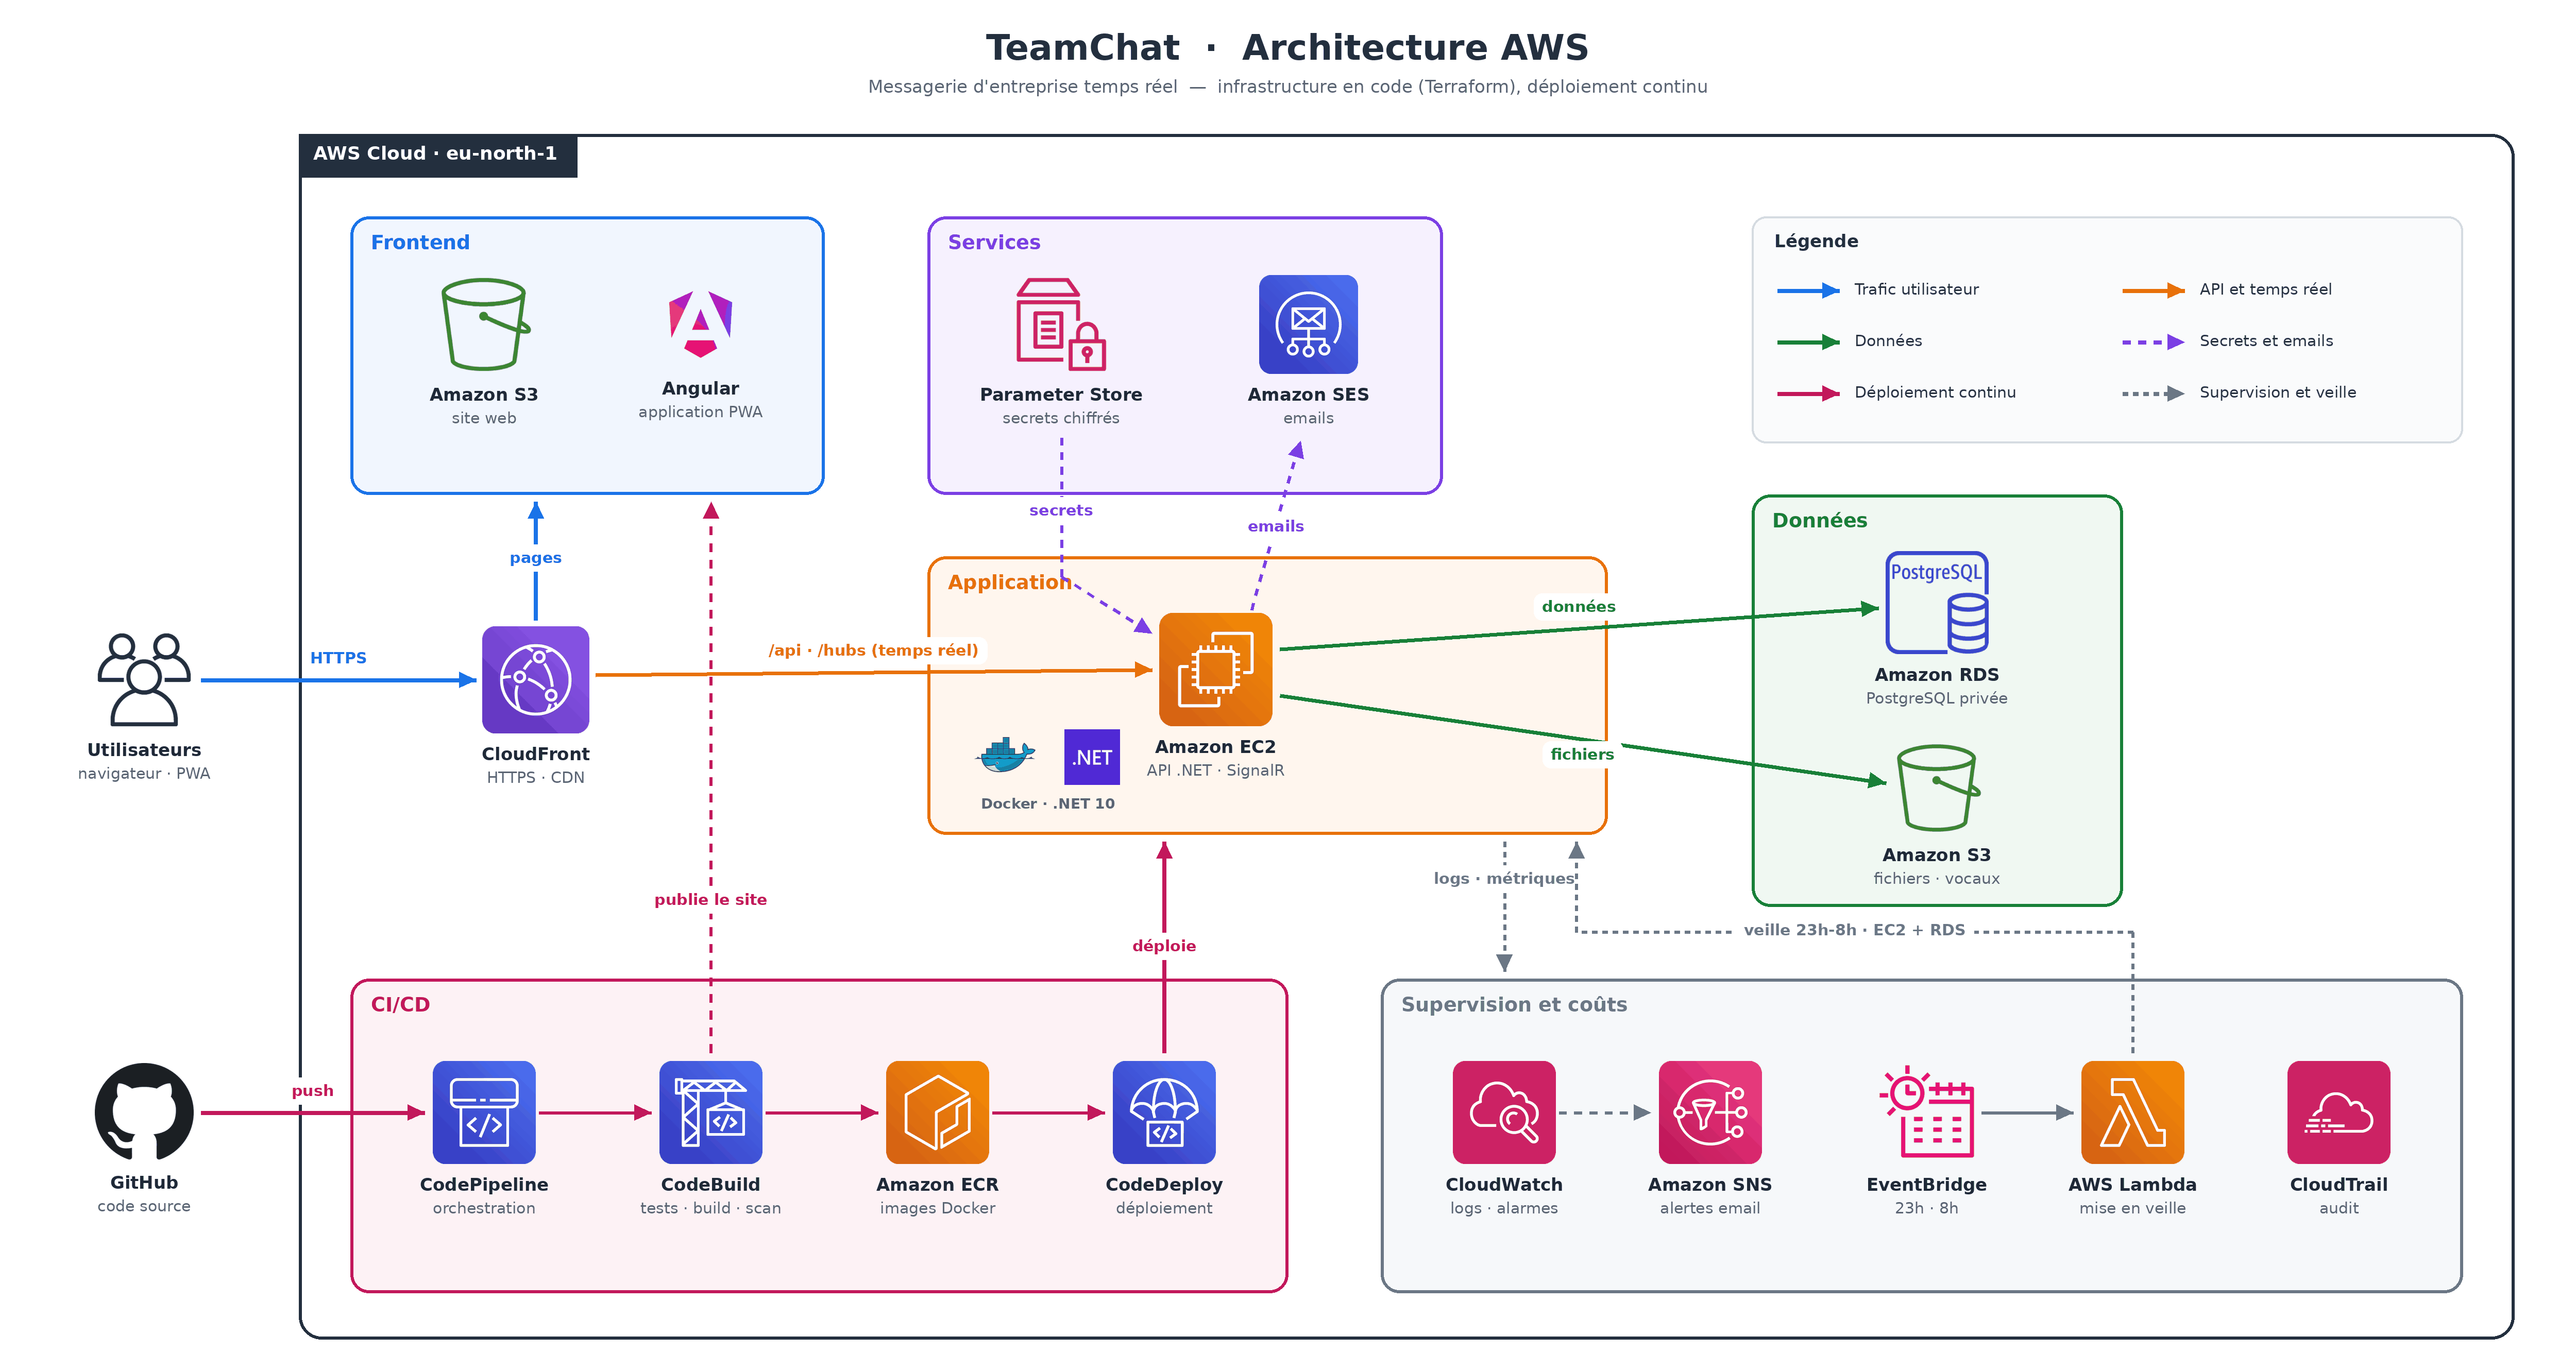 TeamChat · Architecture AWS
Messagerie d'entreprise temps réel — infrastructure en code (Terraform), déploiement continu
AWS Cloud · eu-north-1
Frontend
Amazon S3
site web
Angular
application PWA
Services
Parameter Store
secrets chiffrés
Amazon SES
emails
Légende
Trafic utilisateur
API et temps réel
Données
Secrets et emails
Déploiement continu
Supervision et veille
secrets
emails
pages
Données
PostgreSQL
Amazon RDS
PostgreSQL privée
Amazon S3
fichiers · vocaux
Application
données
fichiers
HTTPS
/api · /hubs (temps réel)
Utilisateurs
navigateur · PWA
CloudFront
HTTPS · CDN
.NET
Docker · .NET 10
Amazon EC2
API .NET · SignalR
publie le site
déploie
logs · métriques
veille 23h-8h · EC2 + RDS
CI/CD
push
GitHub
code source
CodePipeline
orchestration
CodeBuild
tests · build · scan
Amazon ECR
images Docker
CodeDeploy
déploiement
Supervision et coûts
CloudWatch
logs · alarmes
Amazon SNS
alertes email
EventBridge
23h · 8h
AWS Lambda
mise en veille
CloudTrail
audit